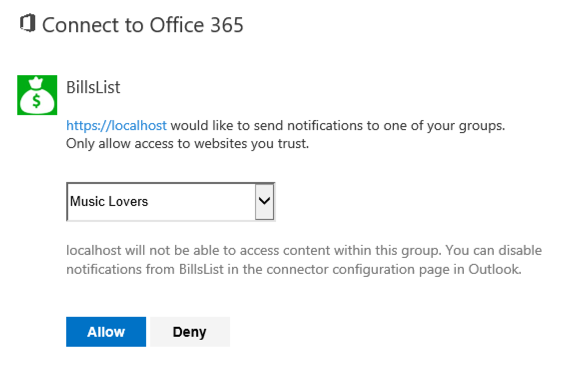 Connect to Office 365
$
BillsList
https://localhost would like to send notifications to one of your groups.
Only allow access to websites you trust.
Music Lovers
localhost will not be able to access content within this group. You can disable
notifications from BillsList in the connector configuration page in Outlook.
Allow Deny